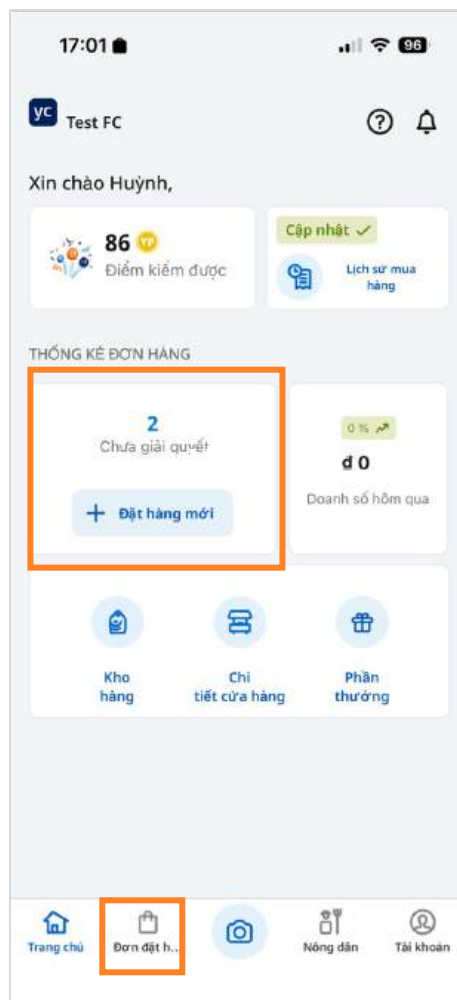 17:01
96
yc Test FC
Xin chào Huỳnh,
86 YP
Điểm kiếm được
Cập nhật
Lịch sử mua
hàng
THỐNG KÊ ĐƠN HÀNG
2
Chưa giải quyết
+ Đặt hàng mới
0 %
đ 0
Doanh số hôm qua
Kho
hàng
Chi
tiết cửa hàng
Phần
thưởng
Trang chủ
Đơn đặt h...
Nông dân
Tài khoản